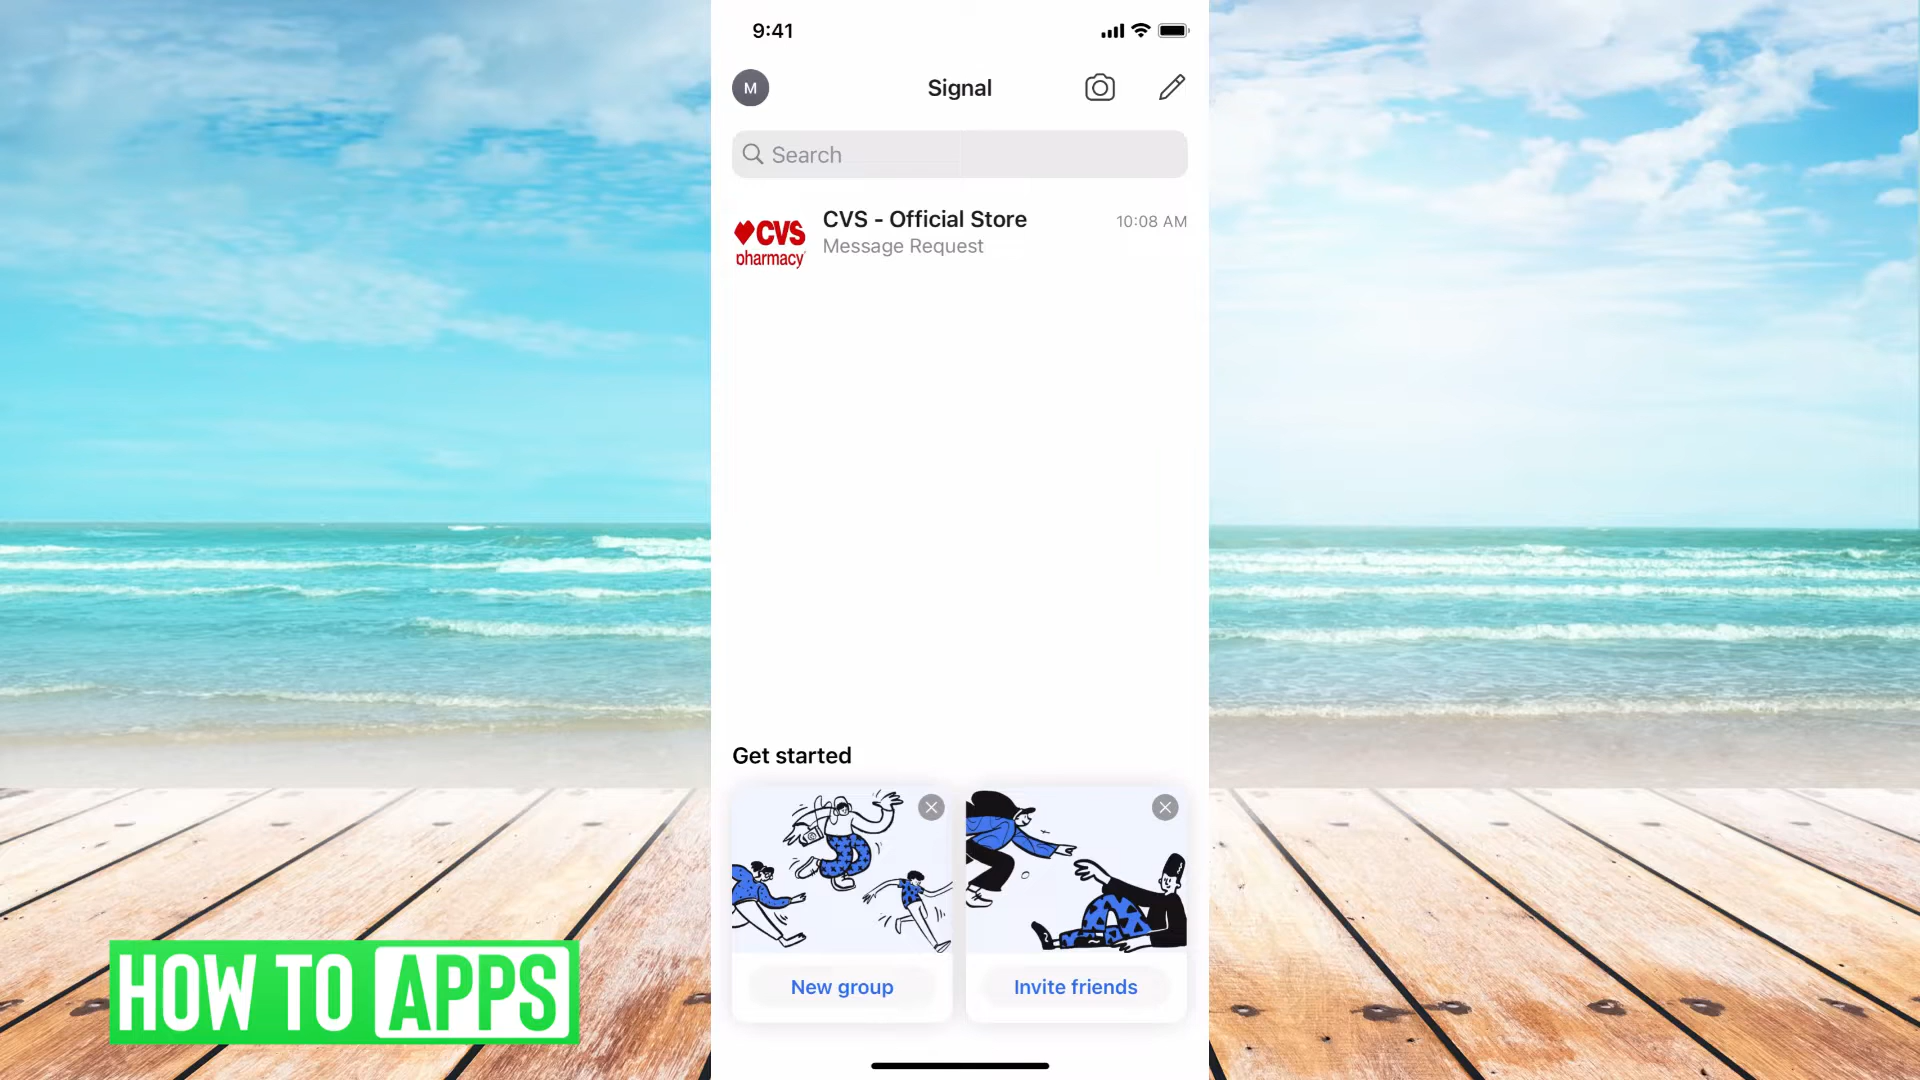 9:41
M
Signal
Search
CVS
pharmacy
CVS - Official Store
10:08 AM
Message Request
Get started
New group
Invite friends
HOW TO APPS